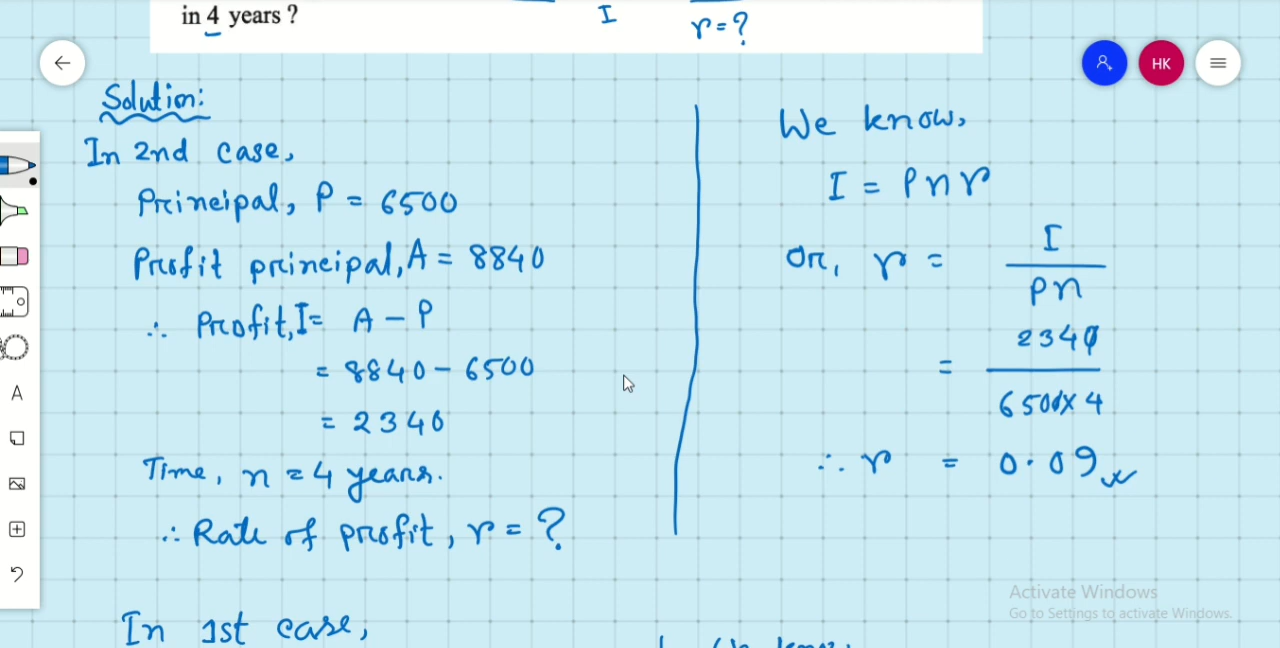 in 4 years ?
I
r = ?
HK
Solution:
In 2nd case,
Principal, P = 6500
Profit principal, A = 8840
∴ Profit, I = A - P
= 8840 - 6500
= 2340
Time, n = 4 years.
∴ Rate of profit, r = ?
In 1st case,
We know,
I = Pnr
Or, r = I / Pn
= 2340 / 6500 × 4
∴ r = 0.09
A
Activate Windows
Go to Settings to activate Windows.